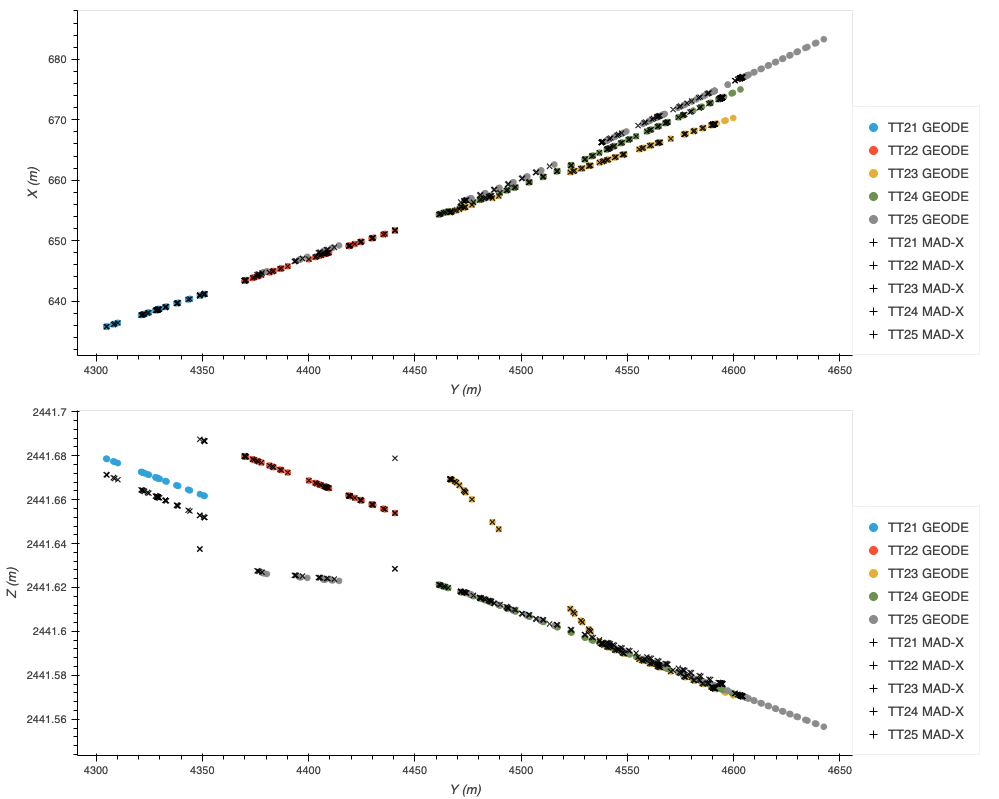 680
670
660
650
640
X (m)
4300 4350 4400 4450 4500 4550 4600 4650
Y (m)
TT21 GEODE
TT22 GEODE
TT23 GEODE
TT24 GEODE
TT25 GEODE
TT21 MAD-X
TT22 MAD-X
TT23 MAD-X
TT24 MAD-X
TT25 MAD-X
2441.7
2441.68
2441.66
2441.64
2441.62
2441.6
2441.58
2441.56
Z (m)
4300 4350 4400 4450 4500 4550 4600 4650
Y (m)
TT21 GEODE
TT22 GEODE
TT23 GEODE
TT24 GEODE
TT25 GEODE
TT21 MAD-X
TT22 MAD-X
TT23 MAD-X
TT24 MAD-X
TT25 MAD-X